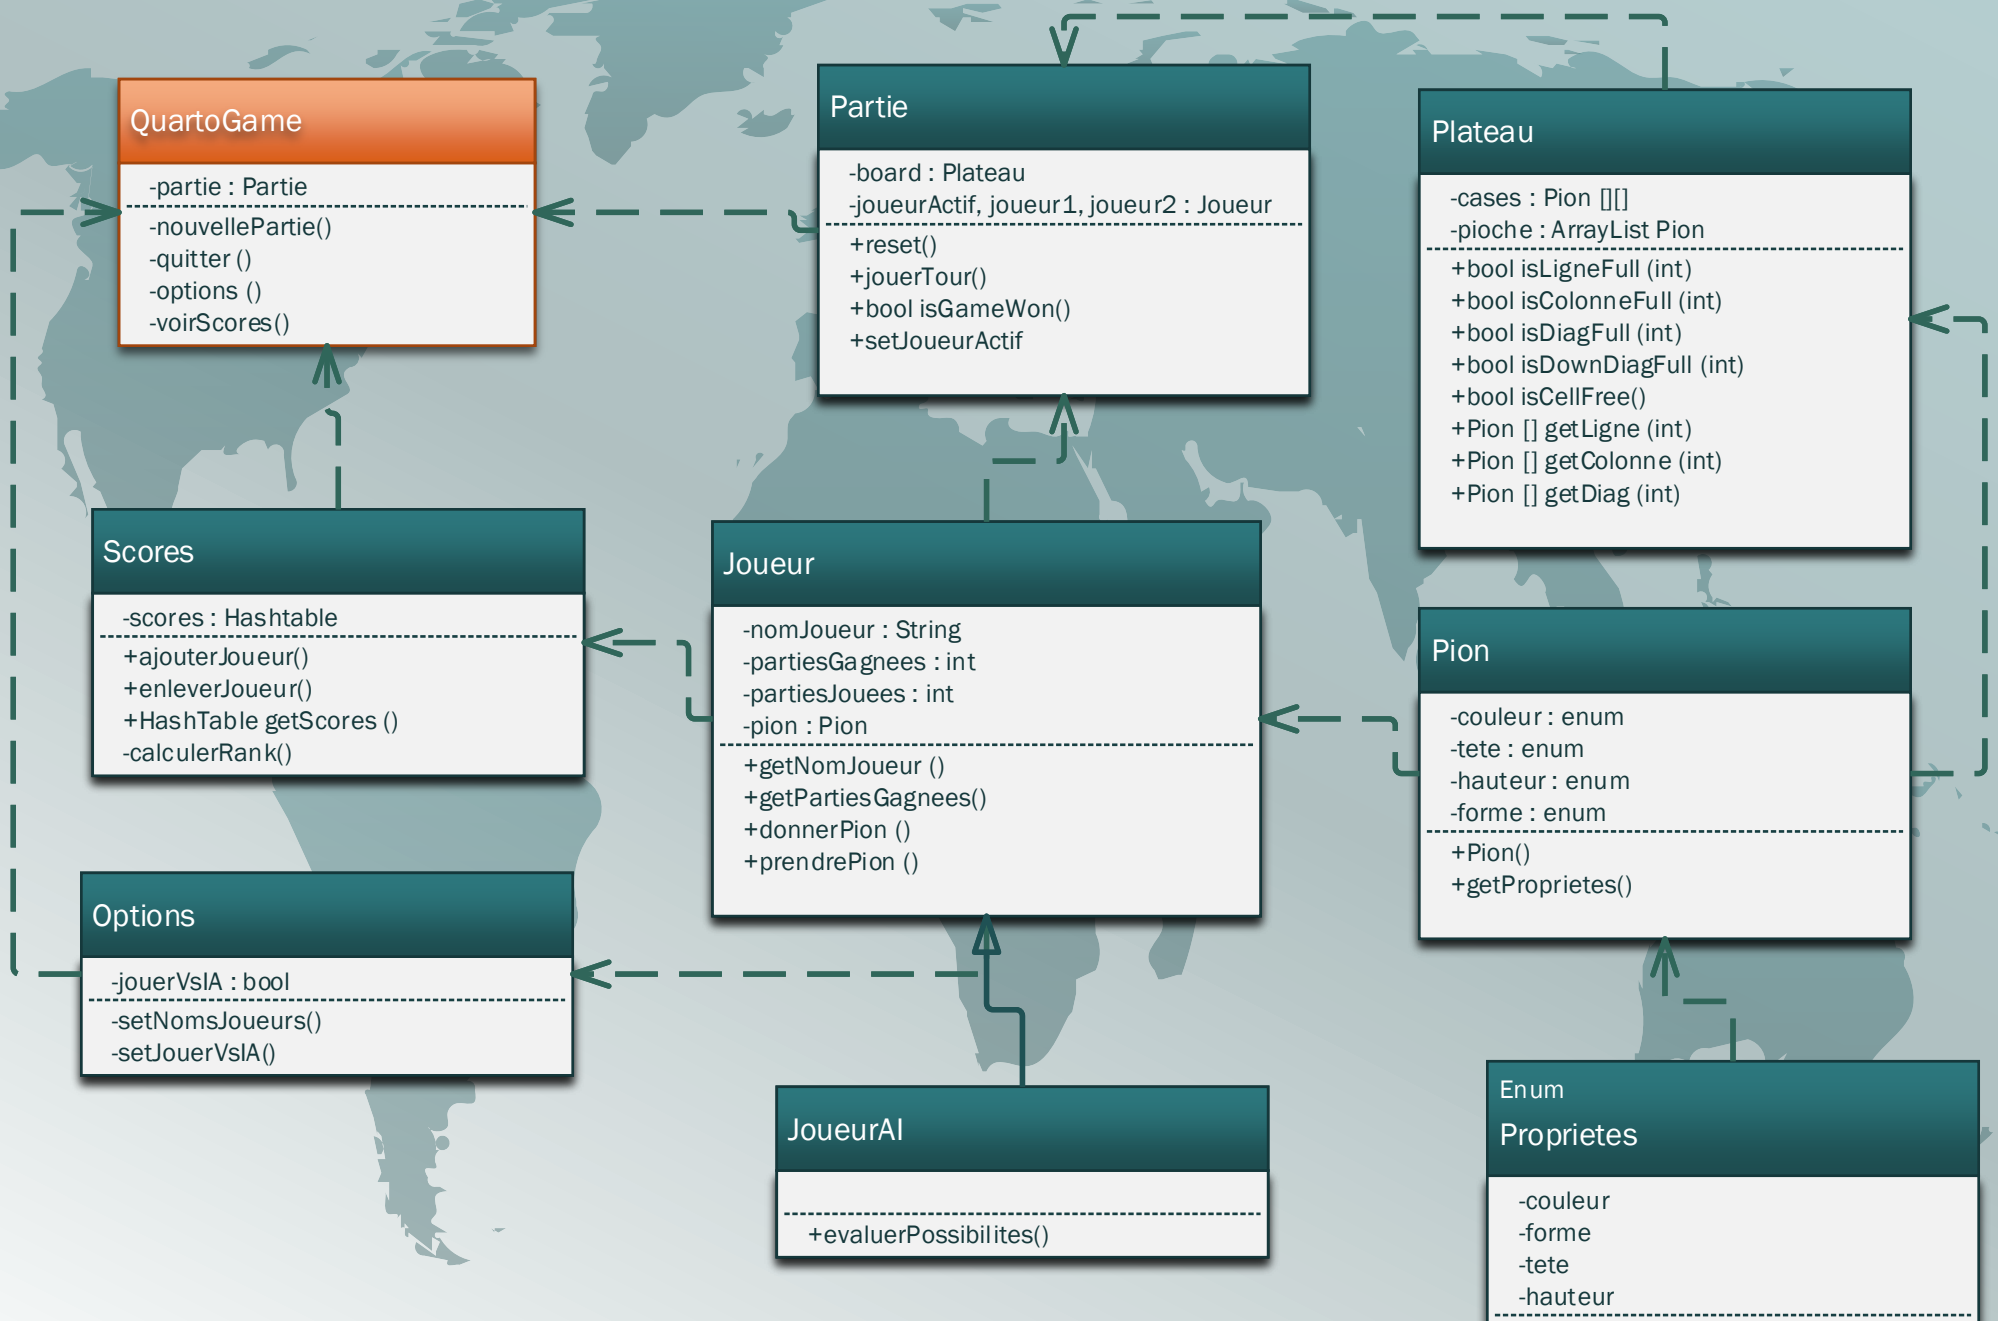 QuartoGame
-partie : Partie
-nouvellePartie()
-quitter ()
-options ()
-voirScores()
Partie
-board : Plateau
-joueurActif, joueur1, joueur2 : Joueur
+reset()
+jouerTour()
+bool isGameWon()
+setJoueurActif
Plateau
-cases : Pion [][]
-pioche : ArrayList Pion
+bool isLigneFull (int)
+bool isColonneFull (int)
+bool isDiagFull (int)
+bool isDownDiagFull (int)
+bool isCellFree()
+Pion [] getLigne (int)
+Pion [] getColonne (int)
+Pion [] getDiag (int)
Scores
-scores : Hashtable
+ajouterJoueur()
+enleverJoueur()
+HashTable getScores ()
-calculerRank()
Joueur
-nomJoueur : String
-partiesGagnees : int
-partiesJouees : int
-pion : Pion
+getNomJoueur ()
+getPartiesGagnees()
+donnerPion ()
+prendrePion ()
Pion
-couleur : enum
-tete : enum
-hauteur : enum
-forme : enum
+Pion()
+getProprietes()
Options
-jouerVsIA : bool
-setNomsJoueurs()
-setJouerVsIA()
JoueurAI
+evaluerPossibilites()
Enum
Proprietes
-couleur
-forme
-tete
-hauteur